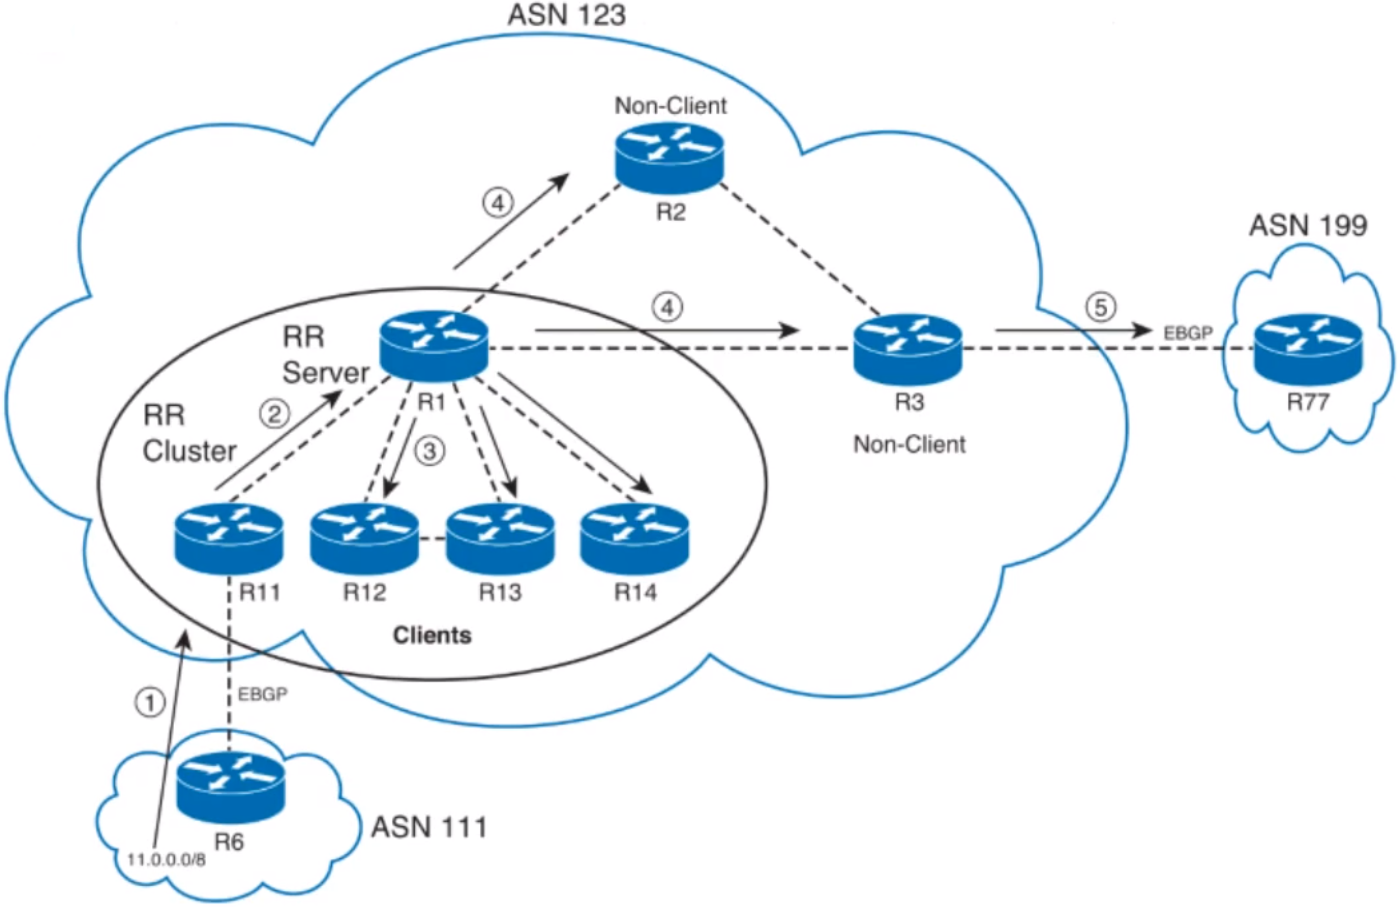 ASN 123
Non-Client
R2
④
ASN 199
④
⑤
EBGP
R77
RR
Server
R1
R3
Non-Client
RR
Cluster
②
③
R11
R12
R13
R14
Clients
①
EBGP
R6
ASN 111
11.0.0.0/8